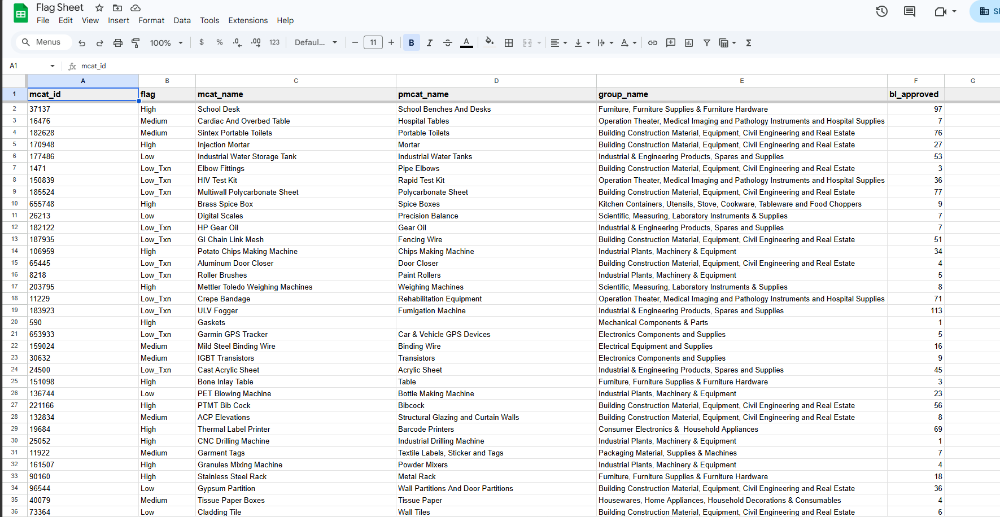 Flag Sheet
File Edit View Insert Format Data Tools Extensions Help
Menus 100% $ % .0 .00 123 Defaul... − 11 + B I A Σ
A1 fx mcat_id
A B C D E F G
1 mcat_id flag mcat_name pmcat_name group_name bl_approved
2 37137 High School Desk School Benches And Desks Furniture, Furniture Supplies & Furniture Hardware 97
3 16476 Medium Cardiac And Overbed Table Hospital Tables Operation Theater, Medical Imaging and Pathology Instruments and Hospital Supplies 7
4 182628 Medium Sintex Portable Toilets Portable Toilets Building Construction Material, Equipment, Civil Engineering and Real Estate 76
5 170948 High Injection Mortar Mortar Building Construction Material, Equipment, Civil Engineering and Real Estate 27
6 177486 Low Industrial Water Storage Tank Industrial Water Tanks Industrial & Engineering Products, Spares and Supplies 53
7 1471 Low_Txn Elbow Fittings Pipe Elbows Building Construction Material, Equipment, Civil Engineering and Real Estate 3
8 150839 Low_Txn HIV Test Kit Rapid Test Kit Operation Theater, Medical Imaging and Pathology Instruments and Hospital Supplies 36
9 185524 Low_Txn Multiwall Polycarbonate Sheet Polycarbonate Sheet Building Construction Material, Equipment, Civil Engineering and Real Estate 77
10 655748 High Brass Spice Box Spice Boxes Kitchen Containers, Utensils, Stove, Cookware, Tableware and Food Choppers 9
11 26213 Low Digital Scales Precision Balance Scientific, Measuring, Laboratory Instruments & Supplies 7
12 182122 Low_Txn HP Gear Oil Gear Oil Industrial & Engineering Products, Spares and Supplies 7
13 187935 Low_Txn GI Chain Link Mesh Fencing Wire Building Construction Material, Equipment, Civil Engineering and Real Estate 51
14 106959 High Potato Chips Making Machine Chips Making Machine Industrial Plants, Machinery & Equipment 34
15 65445 Low_Txn Aluminum Door Closer Door Closer Building Construction Material, Equipment, Civil Engineering and Real Estate 4
16 8218 Low_Txn Roller Brushes Paint Rollers Industrial Plants, Machinery & Equipment 5
17 203795 High Mettler Toledo Weighing Machines Weighing Machines Scientific, Measuring, Laboratory Instruments & Supplies 8
18 11229 Low_Txn Crepe Bandage Rehabilitation Equipment Operation Theater, Medical Imaging and Pathology Instruments and Hospital Supplies 71
19 183923 Low_Txn ULV Fogger Fumigation Machine Industrial & Engineering Products, Spares and Supplies 113
20 590 High Gaskets Mechanical Components & Parts 1
21 653933 Low_Txn Garmin GPS Tracker Car & Vehicle GPS Devices Electronics Components and Supplies 5
22 159024 Medium Mild Steel Binding Wire Binding Wire Electrical Equipment and Supplies 16
23 30632 Medium IGBT Transistors Transistors Electronics Components and Supplies 9
24 24500 Low_Txn Cast Acrylic Sheet Acrylic Sheet Industrial & Engineering Products, Spares and Supplies 45
25 151098 High Bone Inlay Table Table Furniture, Furniture Supplies & Furniture Hardware 3
26 136744 Low PET Blowing Machine Bottle Making Machine Industrial Plants, Machinery & Equipment 23
27 221166 High PTMT Bib Cock Bibcock Building Construction Material, Equipment, Civil Engineering and Real Estate 56
28 132834 Medium ACP Elevations Structural Glazing and Curtain Walls Building Construction Material, Equipment, Civil Engineering and Real Estate 8
29 19684 High Thermal Label Printer Barcode Printers Consumer Electronics & Household Appliances 69
30 25052 High CNC Drilling Machine Industrial Drilling Machine Industrial Plants, Machinery & Equipment 1
31 11922 Medium Garment Tags Textile Labels, Sticker and Tags Packaging Material, Supplies & Machines 7
32 161507 High Granules Mixing Machine Powder Mixers Industrial Plants, Machinery & Equipment 4
33 90160 High Stainless Steel Rack Metal Rack Furniture, Furniture Supplies & Furniture Hardware 18
34 96544 Low Gypsum Partition Wall Partitions And Door Partitions Building Construction Material, Equipment, Civil Engineering and Real Estate 36
35 40079 Medium Tissue Paper Boxes Tissue Paper Housewares, Home Appliances, Household Decorations & Consumables 4
36 73364 Low Cladding Tile Wall Tiles Building Construction Material, Equipment, Civil Engineering and Real Estate 6